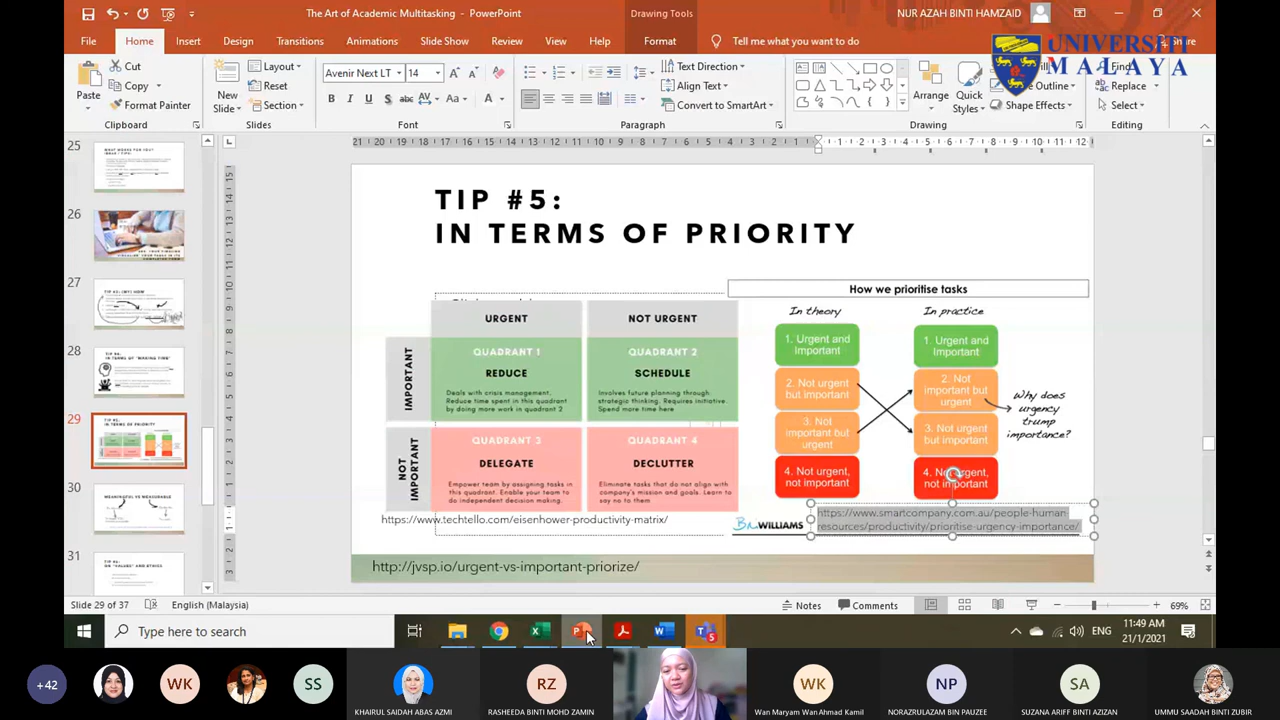 The Art of Academic Multitasking - PowerPoint
Drawing Tools
NUR AZAH BINTI HAMZAID
File Home Insert Design Transitions Animations Slide Show Review View Help Format Tell me what you want to do Share
UNIVERSITI
MALAYA
Paste
Cut
Copy
Format Painter
Clipboard
New
Slide
Layout
Reset
Section
Slides
Avenir Next LT 14
Font
Text Direction
Align Text
Convert to SmartArt
Paragraph
Arrange
Quick
Styles
Outline
Shape Effects
Drawing
Find
Replace
Select
Editing
25
26
27
28
29
30
31
MEANINGFUL VS MEASURABLE
TIP #5:
IN TERMS OF PRIORITY
URGENT
NOT URGENT
IMPORTANT
QUADRANT 1
REDUCE
Deals with crisis management.
Reduce time spent in this quadrant
by doing more work in quadrant 2
QUADRANT 2
SCHEDULE
Involves future planning through
strategic thinking. Requires initiative.
Spend more time here
NOT
IMPORTANT
QUADRANT 3
DELEGATE
Empower team by assigning tasks in
this quadrant. Enable your team to
do independent decision making.
QUADRANT 4
DECLUTTER
Eliminate tasks that do not align with
company's mission and goals. Learn to
say no to them
https://www.techtello.com/eisenhower-productivity-matrix/
How we prioritise tasks
In theory
In practice
1. Urgent and
Important
2. Not urgent
but important
3. Not
important but
urgent
4. Not urgent,
not important
1. Urgent and
Important
2. Not
important but
urgent
3. Not urgent
but important
4. Not urgent,
not important
Why does
urgency
trump
importance?
WILLIAMS
https://www.smartcompany.com.au/people-human-
resources/productivity/prioritise-urgency-importance/
http://jvsp.io/urgent-vs-important-priorize/
Slide 29 of 37
English (Malaysia)
Notes
Comments
69%
Type here to search
5
ENG
11:49 AM
21/1/2021
+42
WK
SS
KHAIRUL SAIDAH ABAS AZMI
RZ
RASHEEDA BINTI MOHD ZAMIN
WK
Wan Maryam Wan Ahmad Kamil
NP
NORAZRULAZAM BIN PAUZEE
SA
SUZANA ARIFF BINTI AZIZAN
UMMU SAADAH BINTI ZUBIR